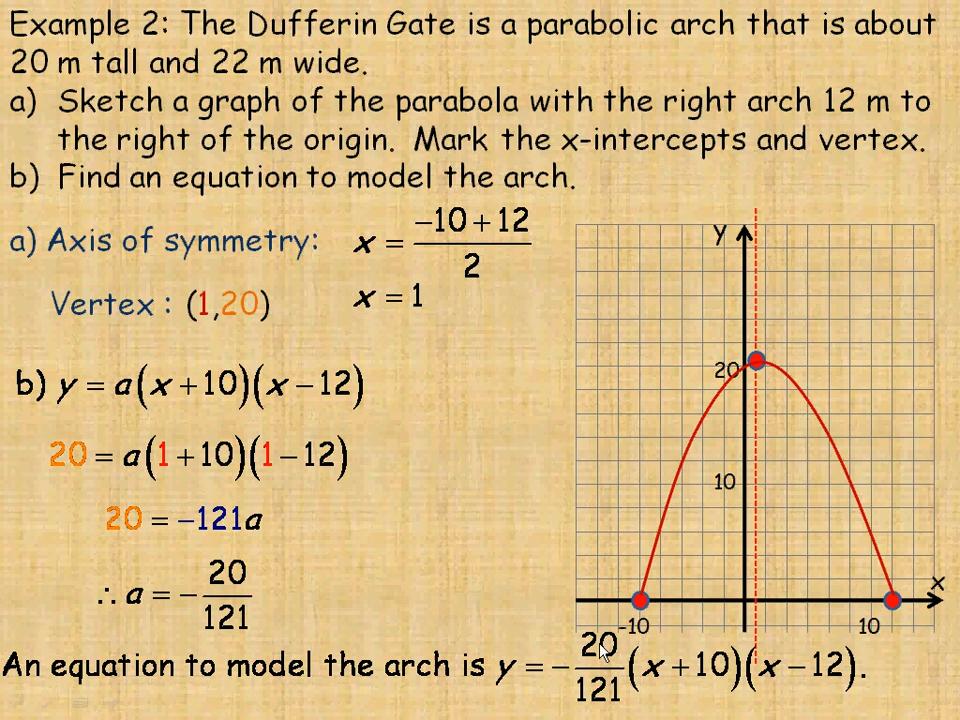 Example 2: The Dufferin Gate is a parabolic arch that is about
20 m tall and 22 m wide.
a) Sketch a graph of the parabola with the right arch 12 m to
the right of the origin. Mark the x-intercepts and vertex.
b) Find an equation to model the arch.
a) Axis of symmetry: x = (-10 + 12)/2
x = 1
Vertex : (1,20)
b) y = a(x + 10)(x - 12)
20 = a(1 + 10)(1 - 12)
20 = -121a
∴ a = -20/121
An equation to model the arch is y = -20/121 (x + 10)(x - 12).
y
20
10
x
-10
10